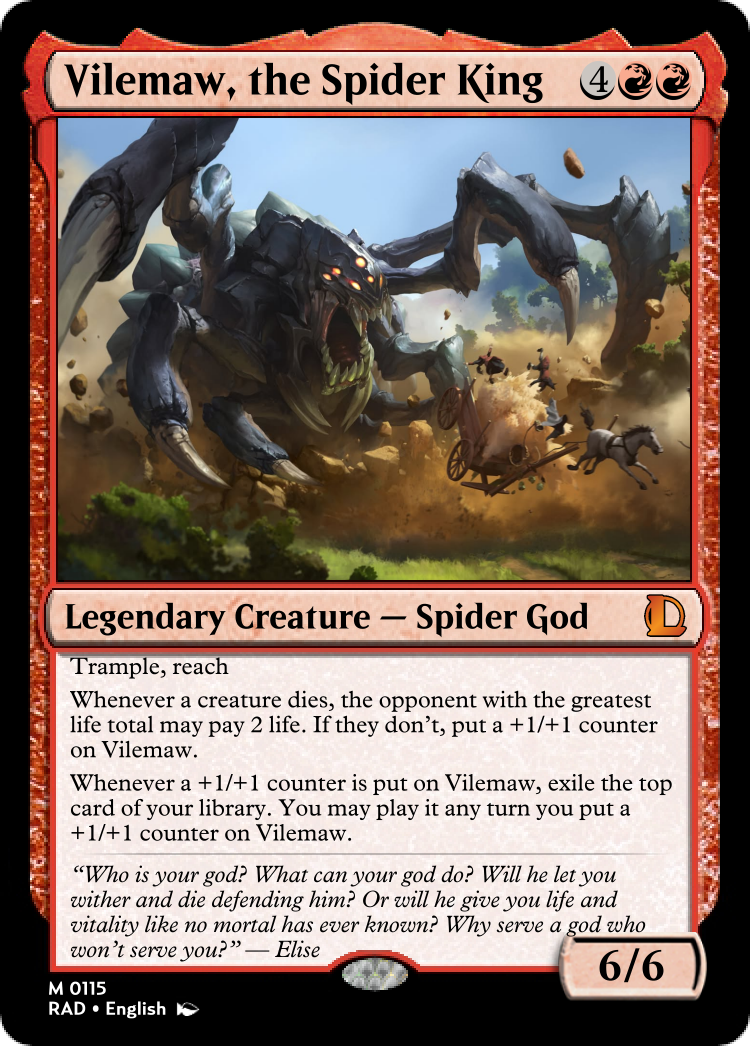 Vilemaw, the Spider King 4
Legendary Creature — Spider God
Trample, reach
Whenever a creature dies, the opponent with the greatest
life total may pay 2 life. If they don't, put a +1/+1 counter
on Vilemaw.
Whenever a +1/+1 counter is put on Vilemaw, exile the top
card of your library. You may play it any turn you put a
+1/+1 counter on Vilemaw.
“Who is your god? What can your god do? Will he let you
wither and die defending him? Or will he give you life and
vitality like no mortal has ever known? Why serve a god who
won't serve you?” — Elise
6/6
M 0115
RAD • English